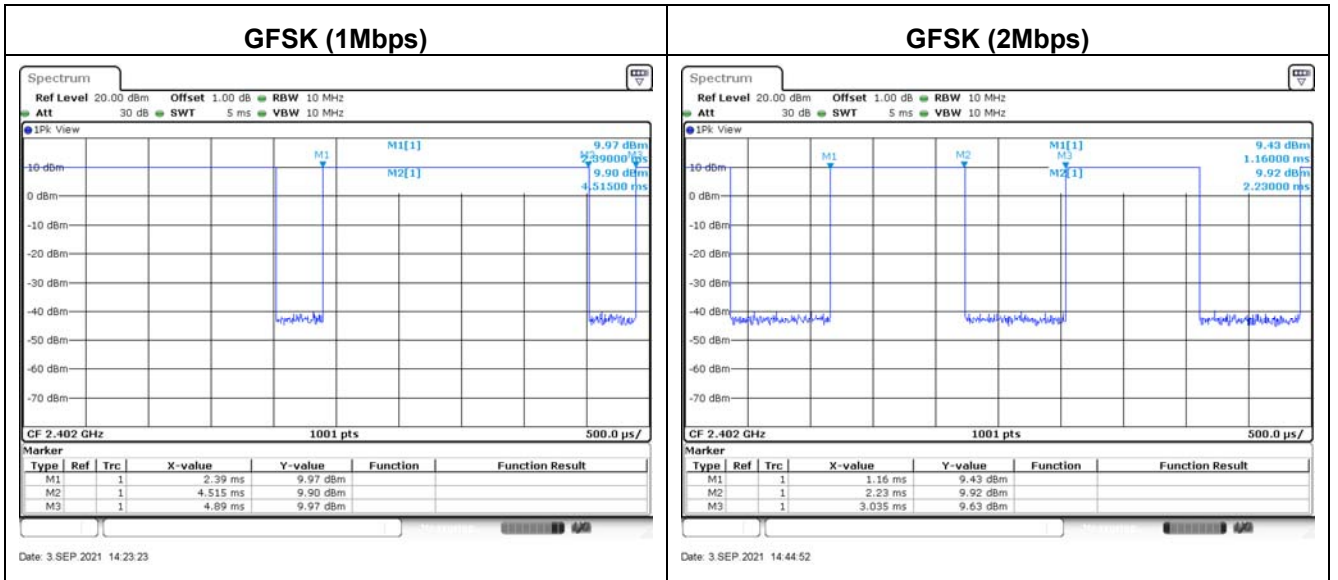 GFSK (1Mbps)
GFSK (2Mbps)
Spectrum
Ref Level 20.00 dBm Offset 1.00 dB RBW 10 MHz
Att 30 dB SWT 5 ms VBW 10 MHz
1Pk View
M1[1] 9.97 dBm
2.39000 ms
M2[1] 9.90 dBm
4.51500 ms
M1
M2
M3
10 dBm
0 dBm
-10 dBm
-20 dBm
-30 dBm
-40 dBm
-50 dBm
-60 dBm
-70 dBm
CF 2.402 GHz 1001 pts 500.0 µs/
Marker
Type Ref Trc X-value Y-value Function Function Result
M1 1 2.39 ms 9.97 dBm
M2 1 4.515 ms 9.90 dBm
M3 1 4.89 ms 9.97 dBm
Date: 3.SEP.2021 14:23:23
Spectrum
Ref Level 20.00 dBm Offset 1.00 dB RBW 10 MHz
Att 30 dB SWT 5 ms VBW 10 MHz
1Pk View
M1[1] 9.43 dBm
1.16000 ms
M2[1] 9.92 dBm
2.23000 ms
M1
M2
M3
10 dBm
0 dBm
-10 dBm
-20 dBm
-30 dBm
-40 dBm
-50 dBm
-60 dBm
-70 dBm
CF 2.402 GHz 1001 pts 500.0 µs/
Marker
Type Ref Trc X-value Y-value Function Function Result
M1 1 1.16 ms 9.43 dBm
M2 1 2.23 ms 9.92 dBm
M3 1 3.035 ms 9.63 dBm
Date: 3.SEP.2021 14:44:52